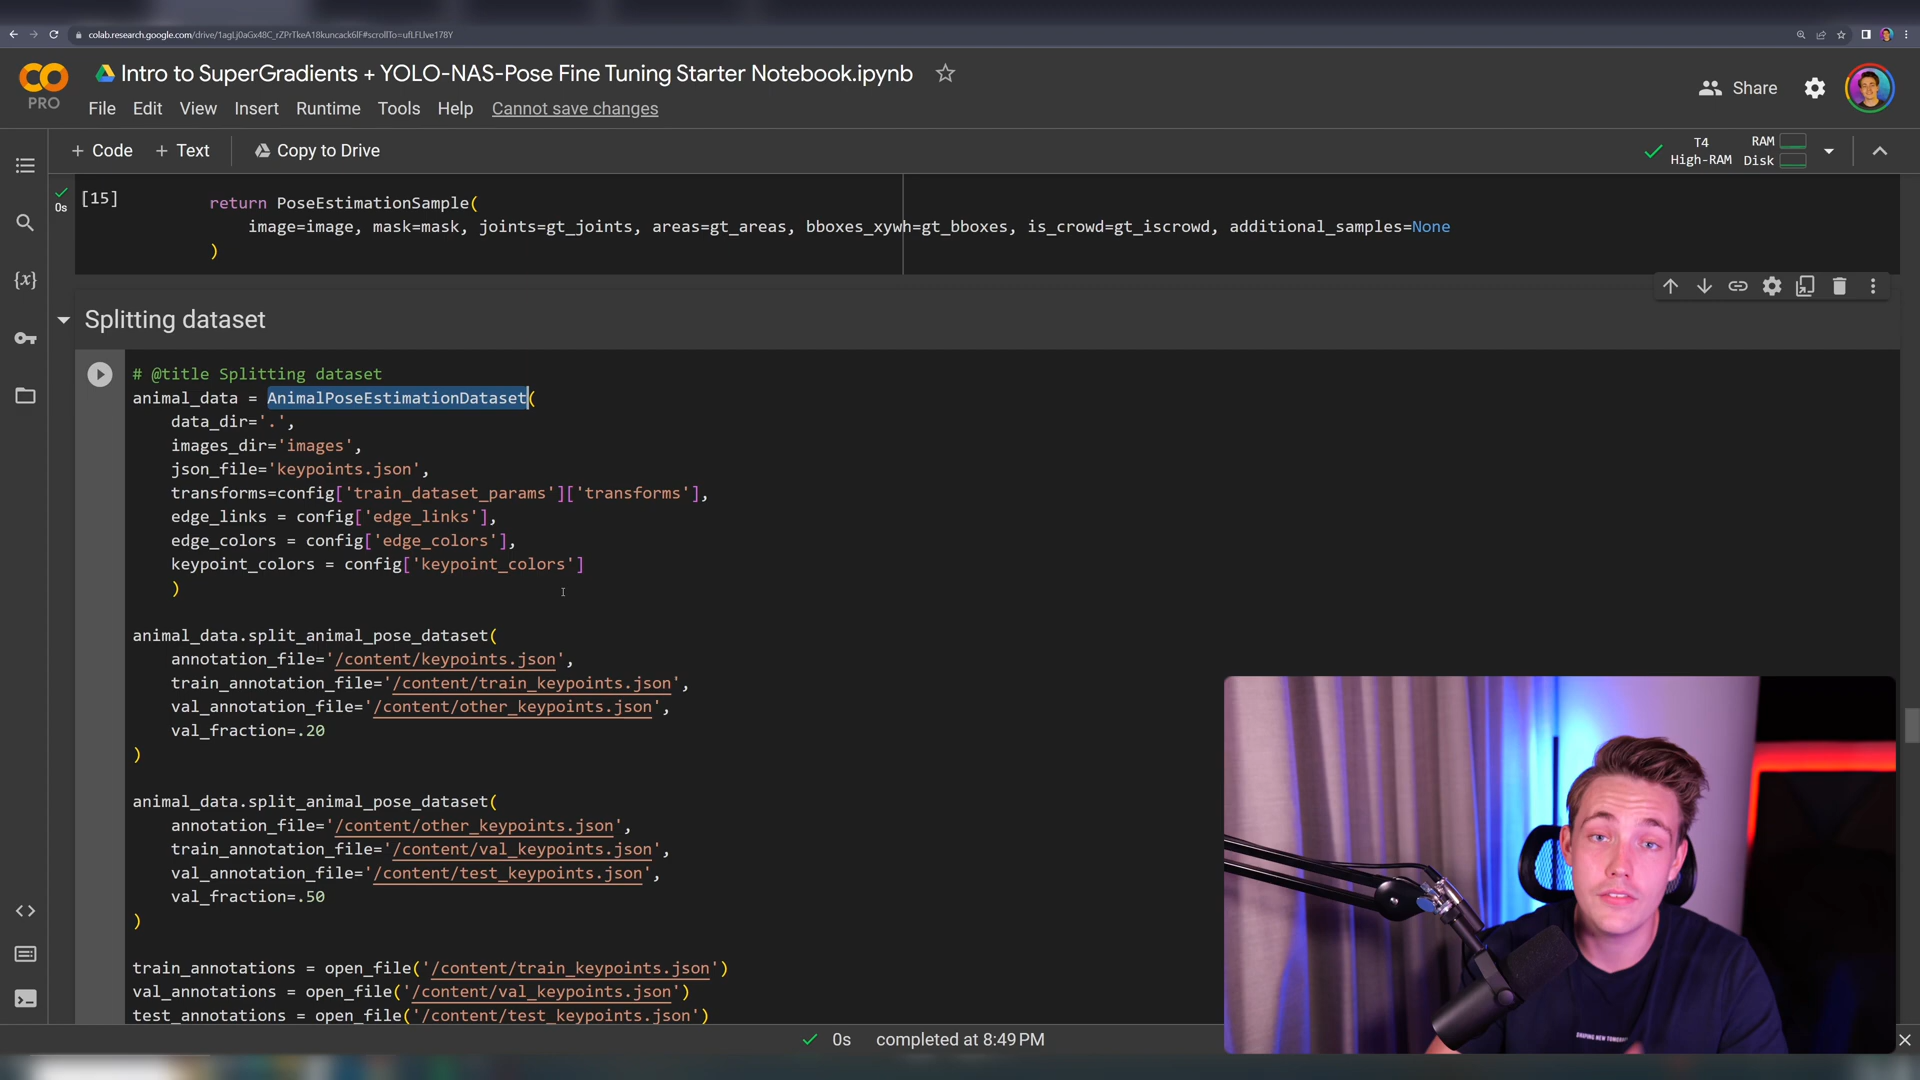 colab.research.google.com/drive/1agLj0aGx48C_rZPrTkeA18kuncack6lF#scrollTo=ufLFLlve178Y
PRO
Intro to SuperGradients + YOLO-NAS-Pose Fine Tuning Starter Notebook.ipynb
File Edit View Insert Runtime Tools Help Cannot save changes
Share
+ Code + Text Copy to Drive
T4
High-RAM
RAM
Disk
0s
[15]
return PoseEstimationSample(
image=image, mask=mask, joints=gt_joints, areas=gt_areas, bboxes_xywh=gt_bboxes, is_crowd=gt_iscrowd, additional_samples=None
)
Splitting dataset
# @title Splitting dataset
animal_data = AnimalPoseEstimationDataset(
data_dir='.',
images_dir='images',
json_file='keypoints.json',
transforms=config['train_dataset_params']['transforms'],
edge_links = config['edge_links'],
edge_colors = config['edge_colors'],
keypoint_colors = config['keypoint_colors']
)
animal_data.split_animal_pose_dataset(
annotation_file='/content/keypoints.json',
train_annotation_file='/content/train_keypoints.json',
val_annotation_file='/content/other_keypoints.json',
val_fraction=.20
)
animal_data.split_animal_pose_dataset(
annotation_file='/content/other_keypoints.json',
train_annotation_file='/content/val_keypoints.json',
val_annotation_file='/content/test_keypoints.json',
val_fraction=.50
)
train_annotations = open_file('/content/train_keypoints.json')
val_annotations = open_file('/content/val_keypoints.json')
test_annotations = open_file('/content/test_keypoints.json')
0s completed at 8:49 PM